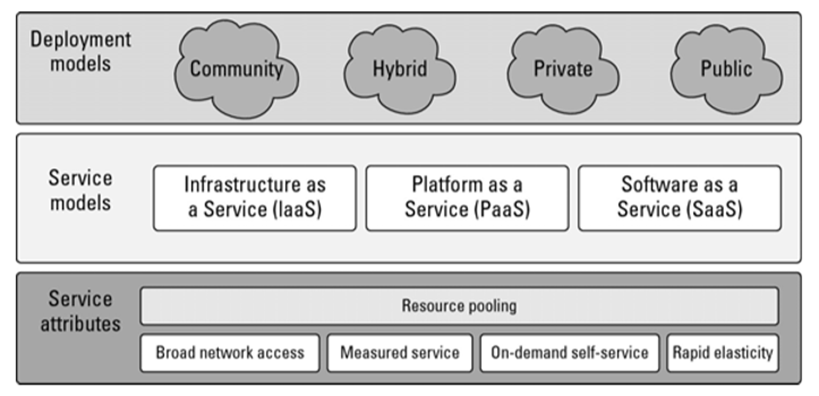 Deployment
models
Community
Hybrid
Private
Public
Service
models
Infrastructure as
a Service (IaaS)
Platform as a
Service (PaaS)
Software as a
Service (SaaS)
Service
attributes
Resource pooling
Broad network access
Measured service
On-demand self-service
Rapid elasticity